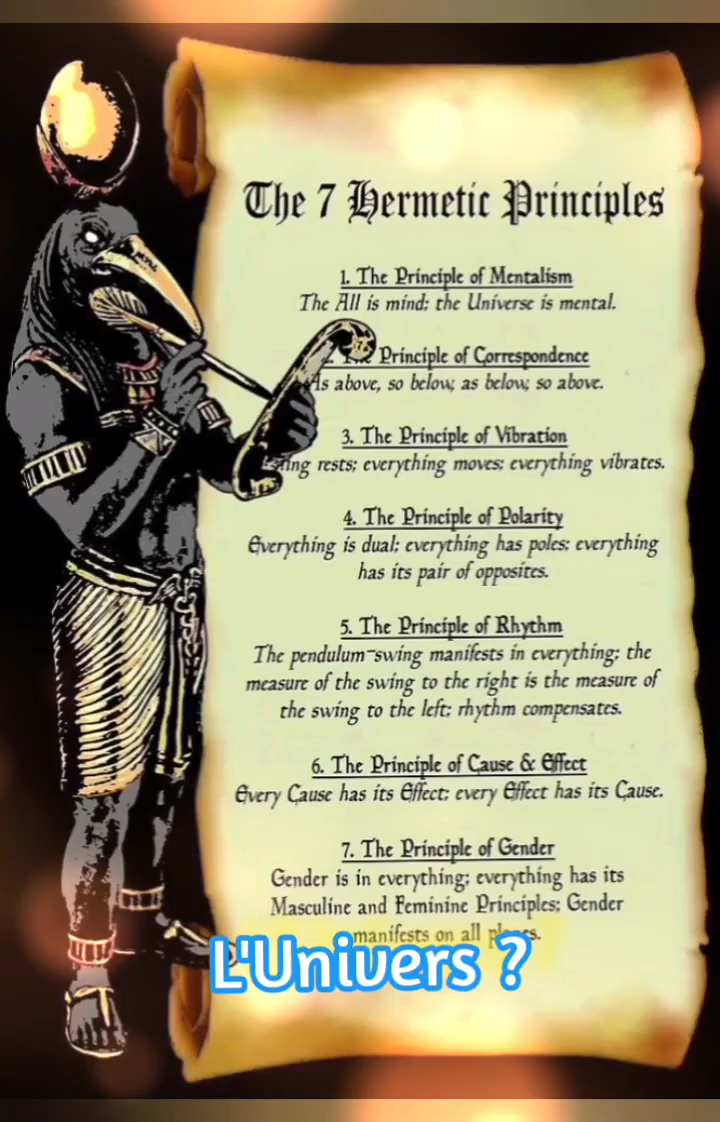 The 7 Hermetic Principles
1. The Principle of Mentalism
The All is mind; the Universe is mental.
Principle of Correspondence
As above, so below; as below, so above.
3. The Principle of Vibration
rests; everything moves; everything vibrates.
4. The Principle of Polarity
Everything is dual; everything has poles; everything
has its pair of opposites.
5. The Principle of Rhythm
The pendulum-swing manifests in everything; the
measure of the swing to the right is the measure of
the swing to the left; rhythm compensates.
6. The Principle of Cause & Effect
Every Cause has its Effect; every Effect has its Cause.
7. The Principle of Gender
Gender is in everything; everything has its
Masculine and Feminine Principles; Gender
manifests on all
L'Univers ?